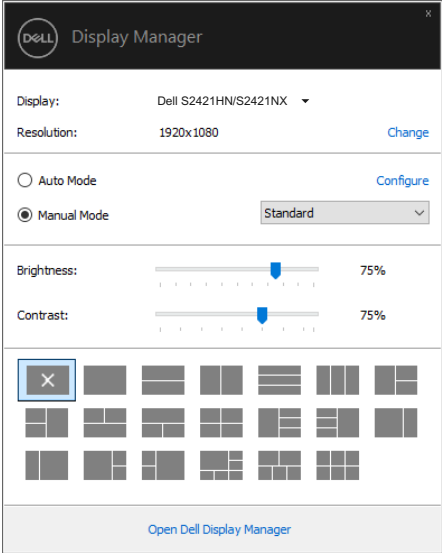 x
DELL Display Manager
Display: Dell S2421HN/S2421NX
Resolution: 1920x1080 Change
Auto Mode Configure
Manual Mode Standard
Brightness: 75%
Contrast: 75%
Open Dell Display Manager